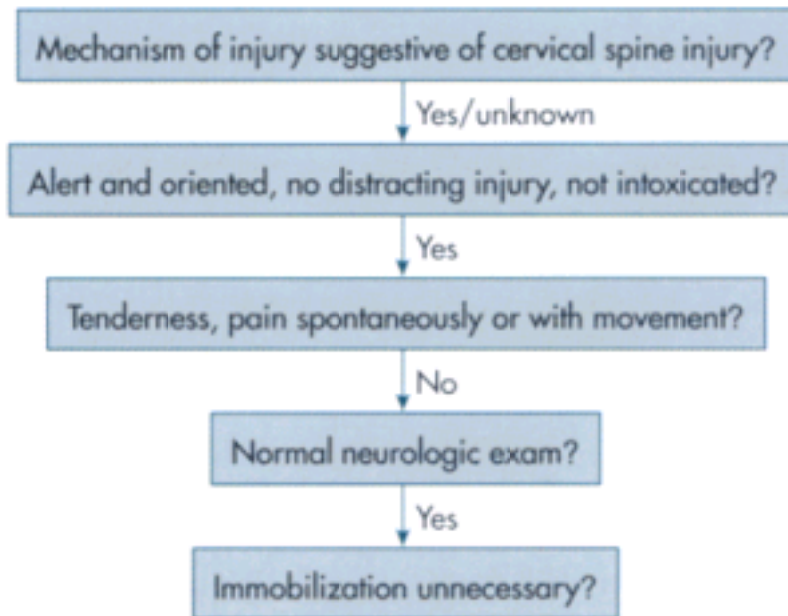 Mechanism of injury suggestive of cervical spine injury?
Yes/unknown
Alert and oriented, no distracting injury, not intoxicated?
Yes
Tenderness, pain spontaneously or with movement?
No
Normal neurologic exam?
Yes
Immobilization unnecessary?